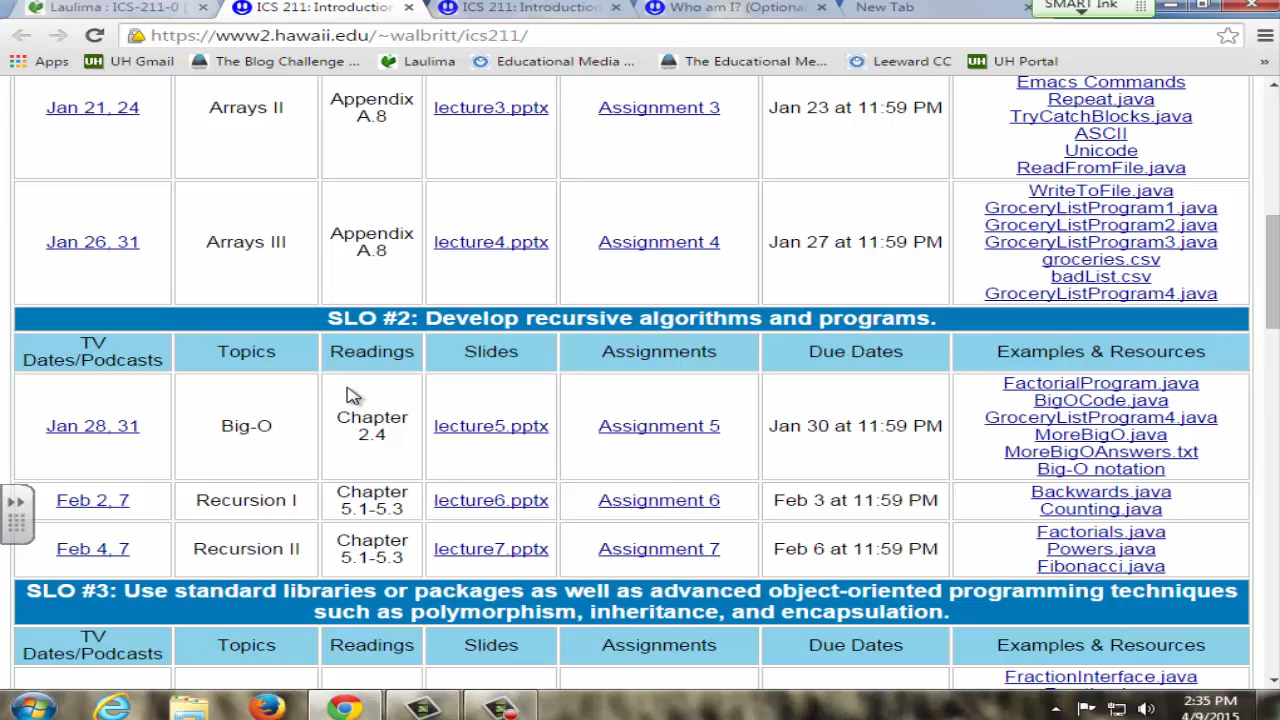 Laulima : ICS-211-0
ICS 211: Introduction
ICS 211: Introduction
Who am I? (Optional
New Tab
SMART Ink
https://www2.hawaii.edu/~walbritt/ics211/
Apps
UH Gmail
The Blog Challenge ...
Laulima
Educational Media ...
The Educational Me...
Leeward CC
UH Portal
»
Jan 21, 24
Arrays II
Appendix
A.8
lecture3.pptx
Assignment 3
Jan 23 at 11:59 PM
Emacs Commands
Repeat.java
TryCatchBlocks.java
ASCII
Unicode
ReadFromFile.java
Jan 26, 31
Arrays III
Appendix
A.8
lecture4.pptx
Assignment 4
Jan 27 at 11:59 PM
WriteToFile.java
GroceryListProgram1.java
GroceryListProgram2.java
GroceryListProgram3.java
groceries.csv
badList.csv
GroceryListProgram4.java
SLO #2: Develop recursive algorithms and programs.
TV
Dates/Podcasts
Topics
Readings
Slides
Assignments
Due Dates
Examples & Resources
Jan 28, 31
Big-O
Chapter
2.4
lecture5.pptx
Assignment 5
Jan 30 at 11:59 PM
FactorialProgram.java
BigOCode.java
GroceryListProgram4.java
MoreBigO.java
MoreBigOAnswers.txt
Big-O notation
Feb 2, 7
Recursion I
Chapter
5.1-5.3
lecture6.pptx
Assignment 6
Feb 3 at 11:59 PM
Backwards.java
Counting.java
Feb 4, 7
Recursion II
Chapter
5.1-5.3
lecture7.pptx
Assignment 7
Feb 6 at 11:59 PM
Factorials.java
Powers.java
Fibonacci.java
SLO #3: Use standard libraries or packages as well as advanced object-oriented programming techniques
such as polymorphism, inheritance, and encapsulation.
TV
Dates/Podcasts
Topics
Readings
Slides
Assignments
Due Dates
Examples & Resources
FractionInterface.java
2:35 PM
4/9/2015